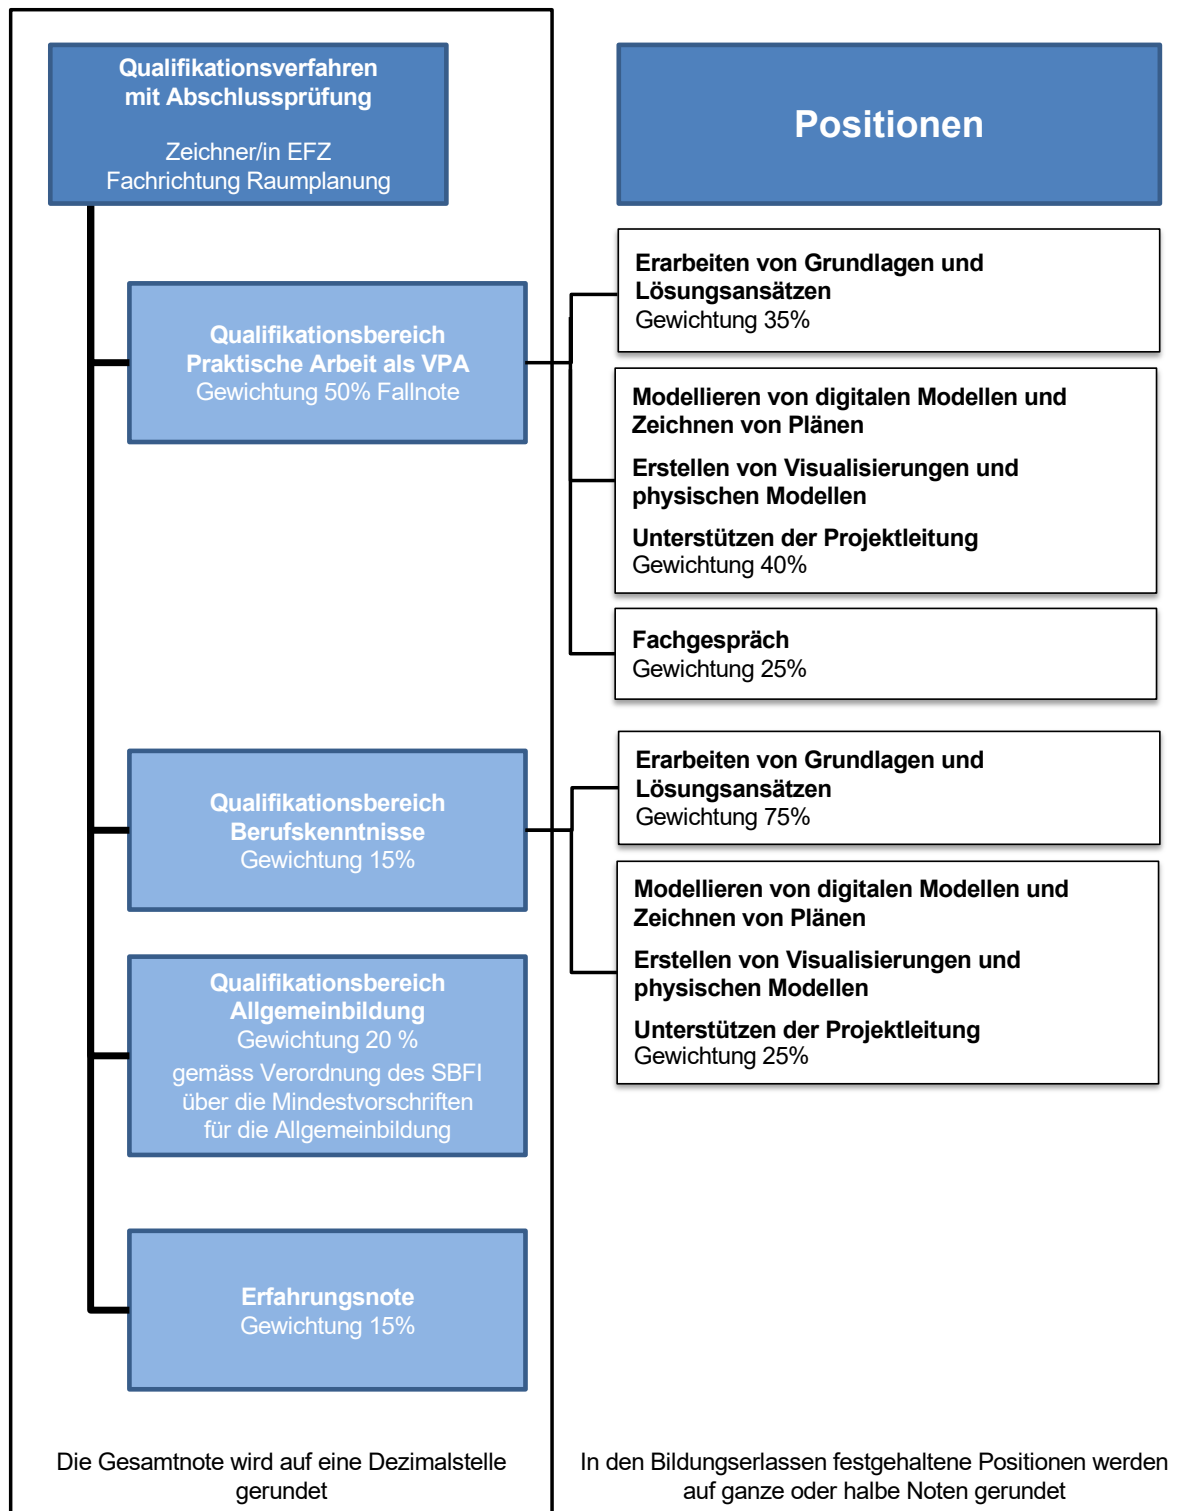 Qualifikationsverfahren
mit Abschlussprüfung
Zeichner/in EFZ
Fachrichtung Raumplanung
Positionen
Qualifikationsbereich
Praktische Arbeit als VPA
Gewichtung 50% Fallnote
Erarbeiten von Grundlagen und
Lösungsansätzen
Gewichtung 35%
Modellieren von digitalen Modellen und
Zeichnen von Plänen
Erstellen von Visualisierungen und
physischen Modellen
Unterstützen der Projektleitung
Gewichtung 40%
Fachgespräch
Gewichtung 25%
Qualifikationsbereich
Berufskenntnisse
Gewichtung 15%
Erarbeiten von Grundlagen und
Lösungsansätzen
Gewichtung 75%
Modellieren von digitalen Modellen und
Zeichnen von Plänen
Erstellen von Visualisierungen und
physischen Modellen
Unterstützen der Projektleitung
Gewichtung 25%
Qualifikationsbereich
Allgemeinbildung
Gewichtung 20 %
gemäss Verordnung des SBFI
über die Mindestvorschriften
für die Allgemeinbildung
Erfahrungsnote
Gewichtung 15%
Die Gesamtnote wird auf eine Dezimalstelle
gerundet
In den Bildungserlassen festgehaltene Positionen werden
auf ganze oder halbe Noten gerundet